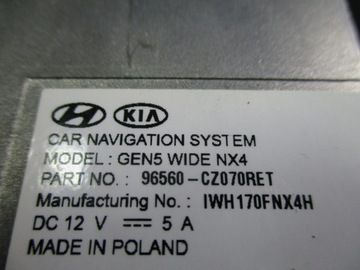 KIA
CAR NAVIGATION SYSTEM
MODEL : GEN5 WIDE NX4
PART NO. : 96560-CZ070RET
Manufacturing No. : IWH170FNX4H
DC 12 V ⎓ 5 A
MADE IN POLAND